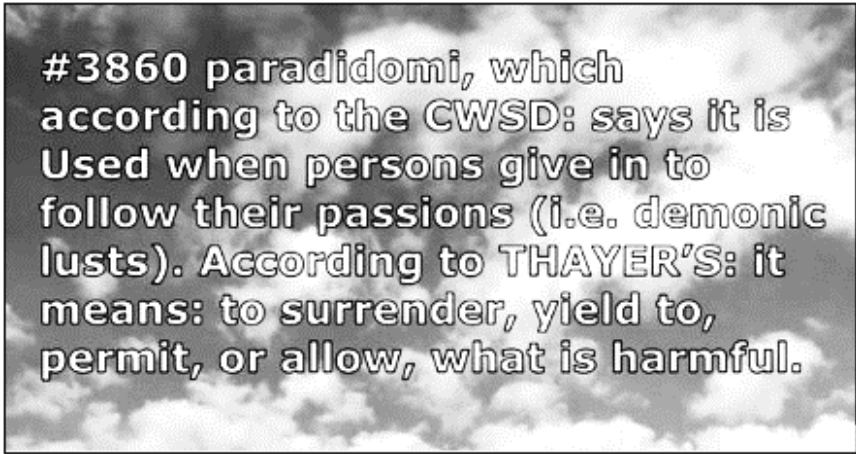 #3860 paradidomi, which
according to the CWSD: says it is
Used when persons give in to
follow their passions (i.e. demonic
lusts). According to THAYER'S: it
means: to surrender, yield to,
permit, or allow, what is harmful.